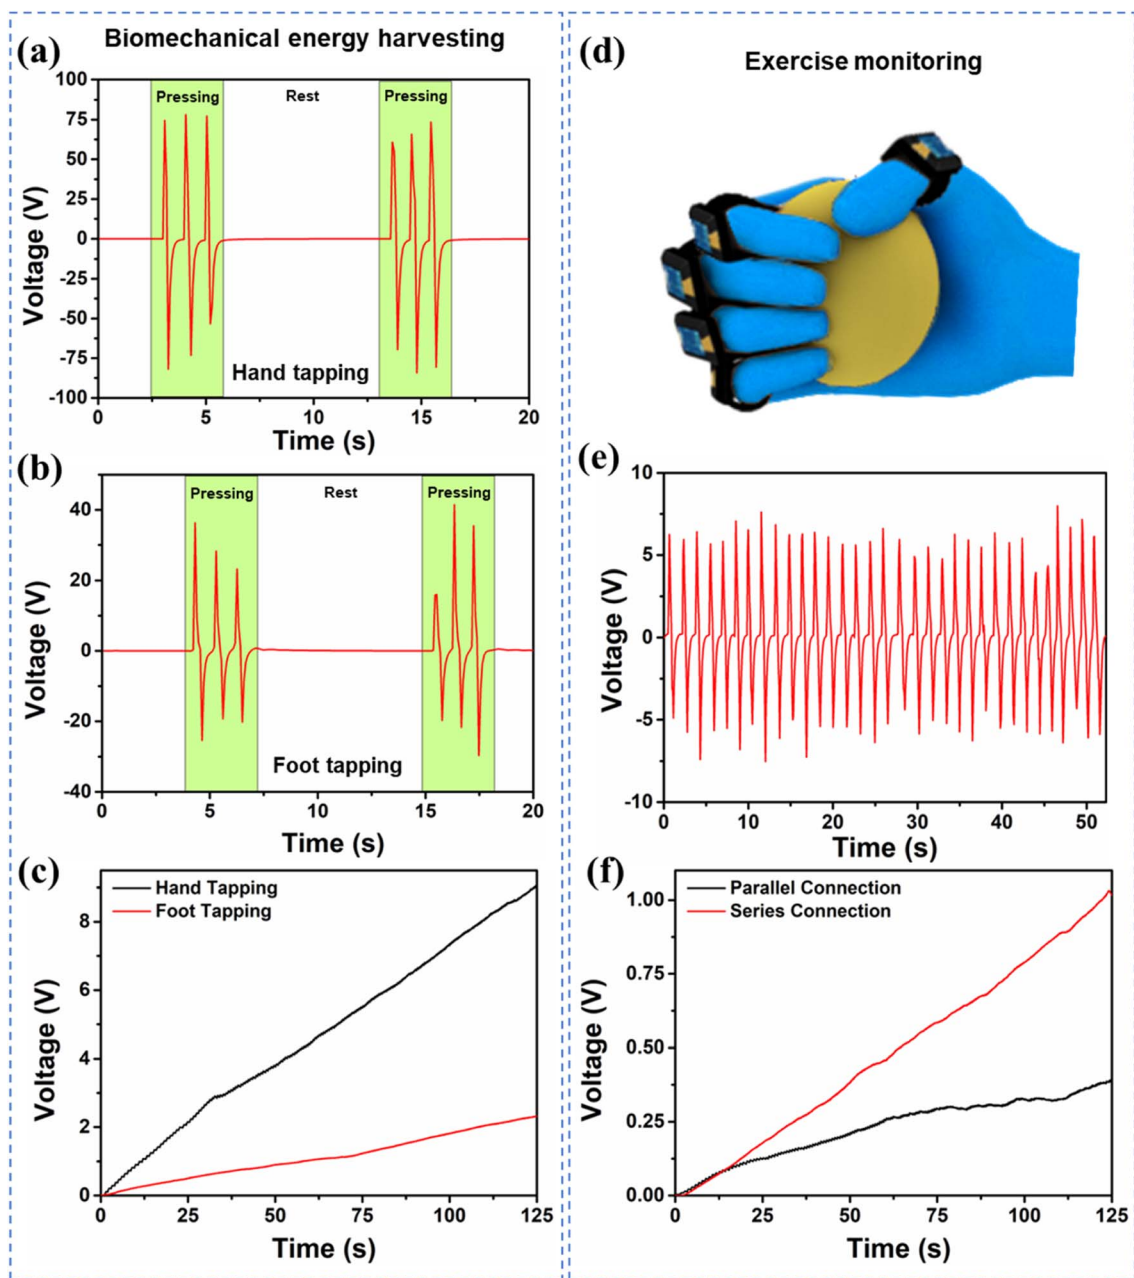 (a)
Biomechanical energy harvesting
Voltage (V)
100
75
50
25
0
-25
-50
-75
-100
Pressing
Rest
Pressing
Hand tapping
0
5
10
15
20
Time (s)
(b)
Voltage (V)
40
20
0
-20
-40
Pressing
Rest
Pressing
Foot tapping
0
5
10
15
20
Time (s)
(c)
Voltage (V)
8
6
4
2
0
Hand Tapping
Foot Tapping
0
25
50
75
100
125
Time (s)
(d)
Exercise monitoring
(e)
Voltage (V)
10
5
0
-5
-10
0
10
20
30
40
50
Time (s)
(f)
Voltage (V)
1.00
0.75
0.50
0.25
0.00
Parallel Connection
Series Connection
0
25
50
75
100
125
Time (s)